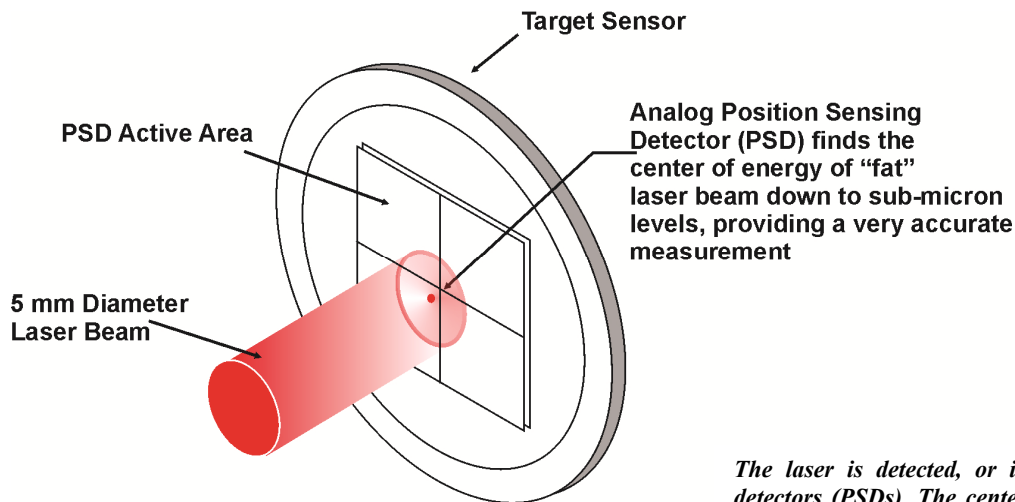 Target Sensor
PSD Active Area
Analog Position Sensing
Detector (PSD) finds the
center of energy of “fat”
laser beam down to sub-micron
levels, providing a very accurate
measurement
5 mm Diameter
Laser Beam
The laser is detected, or
detectors (PSDs). The